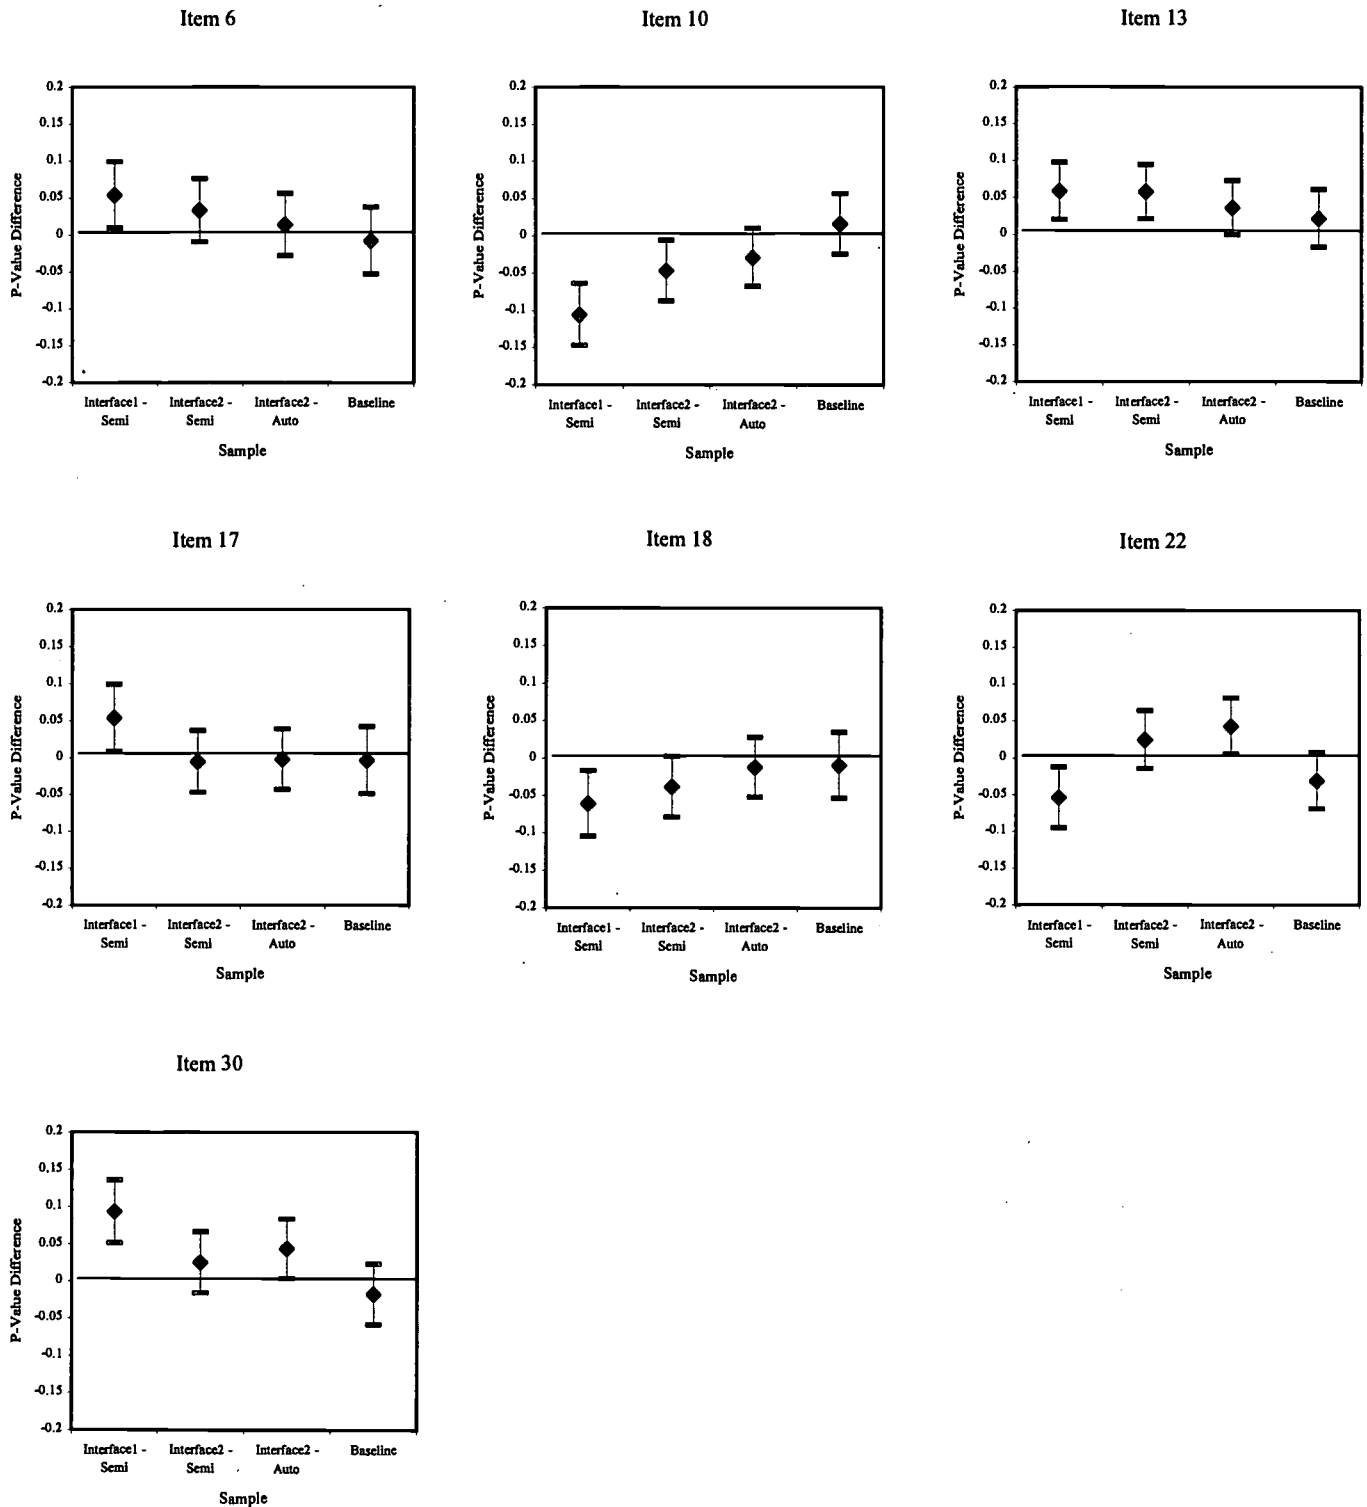 Item 6
0.2
0.15
0.1
0.05
0
-0.05
-0.1
-0.15
-0.2
P-Value Difference
Interface1 - Interface2 - Interface2 - Baseline
Semi Semi Auto
Sample
Item 10
0.2
0.15
0.1
0.05
0
-0.05
-0.1
-0.15
-0.2
P-Value Difference
Interface1 - Interface2 - Interface2 - Baseline
Semi Semi Auto
Sample
Item 13
0.2
0.15
0.1
0.05
0
-0.05
-0.1
-0.15
-0.2
P-Value Difference
Interface1 - Interface2 - Interface2 - Baseline
Semi Semi Auto
Sample
Item 17
0.2
0.15
0.1
0.05
0
-0.05
-0.1
-0.15
-0.2
P-Value Difference
Interface1 - Interface2 - Interface2 - Baseline
Semi Semi Auto
Sample
Item 18
0.2
0.15
0.1
0.05
0
-0.05
-0.1
-0.15
-0.2
P-Value Difference
Interface1 - Interface2 - Interface2 - Baseline
Semi Semi Auto
Sample
Item 22
0.2
0.15
0.1
0.05
0
-0.05
-0.1
-0.15
-0.2
P-Value Difference
Interface1 - Interface2 - Interface2 - Baseline
Semi Semi Auto
Sample
Item 30
0.2
0.15
0.1
0.05
0
-0.05
-0.1
-0.15
-0.2
P-Value Difference
Interface1 - Interface2 - Interface2 - Baseline
Semi Semi Auto
Sample